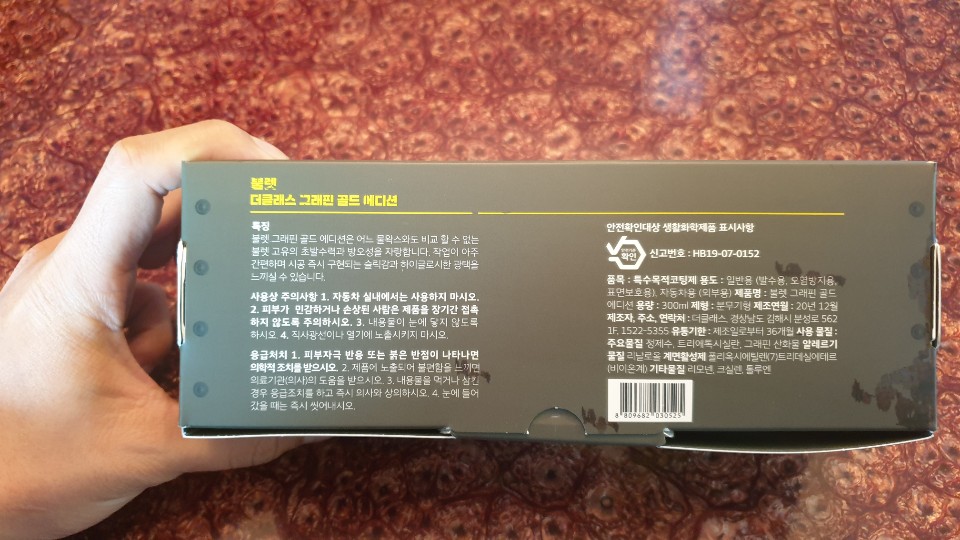 불렛
더클래스 그래핀 골드 에디션
특징
불렛 그래핀 골드 에디션은 어느 물왁스와도 비교 할 수 없는
불렛 고유의 초발수력과 방오성을 자랑합니다. 작업이 아주
간편하며 시공 즉시 구현되는 슬릭감과 하이글로시한 광택을
느끼실 수 있습니다.
사용상 주의사항 1. 자동차 실내에서는 사용하지 마시오.
2. 피부가 민감하거나 손상된 사람은 제품을 장기간 접촉
하지 않도록 주의하시오. 3. 내용물이 눈에 닿지 않도록
하시오. 4. 직사광선이나 열기에 노출시키지 마시오.
응급처치 1. 피부자극 반응 또는 붉은 반점이 나타나면
의학적 조치를 받으시오. 2. 제품에 노출되어 불편함을 느끼면
의료기관(의사)의 도움을 받으시오. 3. 내용물을 먹거나 삼킨
경우 응급조치를 하고 즉시 의사와 상의하시오. 4. 눈에 들어
갔을 때는 즉시 씻어내시오.
안전확인대상 생활화학제품 표시사항
안전기준
확인
신고번호 : HB19-07-0152
품목 : 특수목적코팅제 용도 : 일반용 (발수용, 오염방지용,
표면보호용), 자동차용 (외부용) 제품명 : 불렛 그래핀 골드
에디션 용량 : 300ml 제형 : 분무기형 제조연월 : 20년 12월
제조자, 주소, 연락처 : 더클래스, 경상남도 김해시 분성로 562
1F, 1522-5355 유통기한 : 제조일로부터 36개월 사용 물질 :
주요물질 정제수, 트리에톡시실란, 그래핀 산화물 알레르기
물질 리날로올 계면활성제 폴리옥시에틸렌(7)트리데실에테르
(비이온계) 기타물질 리모넨, 크실렌, 톨루엔
8 809682 030525